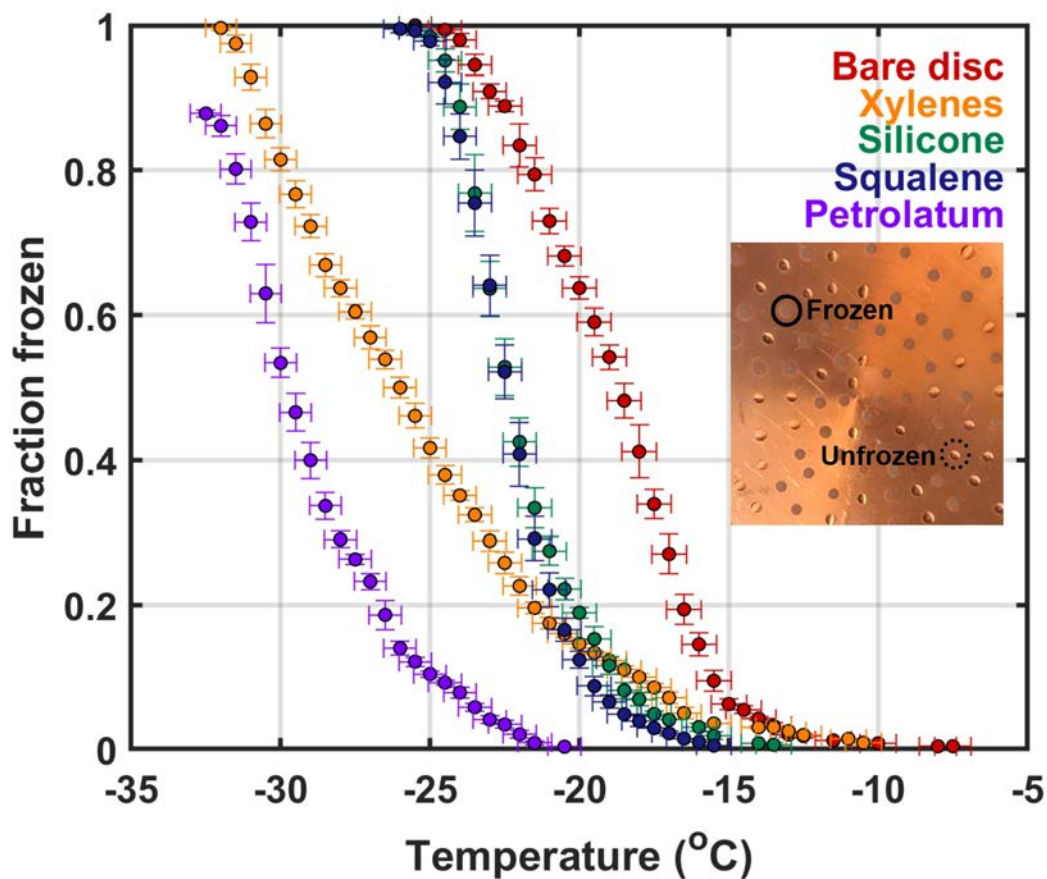 1
0.8
0.6
0.4
0.2
0
Fraction frozen
Bare disc
Xylenes
Silicone
Squalene
Petrolatum
Frozen
Unfrozen
-35 -30 -25 -20 -15 -10 -5
Temperature (°C)